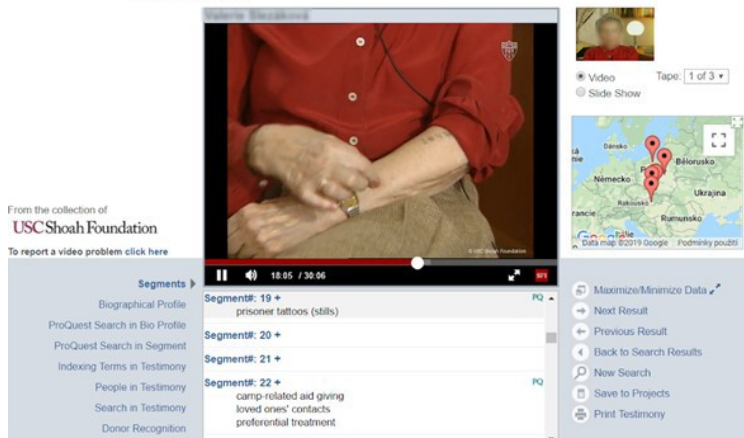 From the collection of
USC Shoah Foundation
To report a video problem click here
Segments
Biographical Profile
ProQuest Search in Bio Profile
ProQuest Search in Segment
Indexing Terms in Testimony
People in Testimony
Search in Testimony
Donor Recognition
© USC Shoah Foundation
18:05 / 30:06
Segment#: 19 +
PQ
prisoner tattoos (stills)
Segment#: 20 +
Segment#: 21 +
Segment#: 22 +
PQ
camp-related aid giving
loved ones' contacts
preferential treatment
Video
Tape: 1 of 3
Slide Show
Dánsko
Bělorusko
Německo
Ukrajina
Rakousko
Rumunsko
Data map ©2019 Google
Podmínky použití
Maximize/Minimize Data
Next Result
Previous Result
Back to Search Results
New Search
Save to Projects
Print Testimony